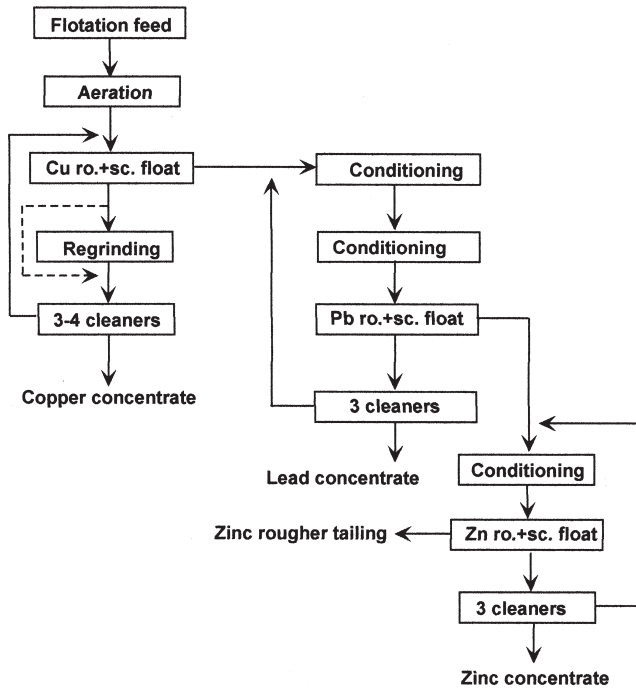 Flotation feed
Aeration
Cu ro.+sc. float
Conditioning
Regrinding
Conditioning
3-4 cleaners
Pb ro.+sc. float
Copper concentrate
3 cleaners
Lead concentrate
Conditioning
Zinc rougher tailing
Zn ro.+sc. float
3 cleaners
Zinc concentrate